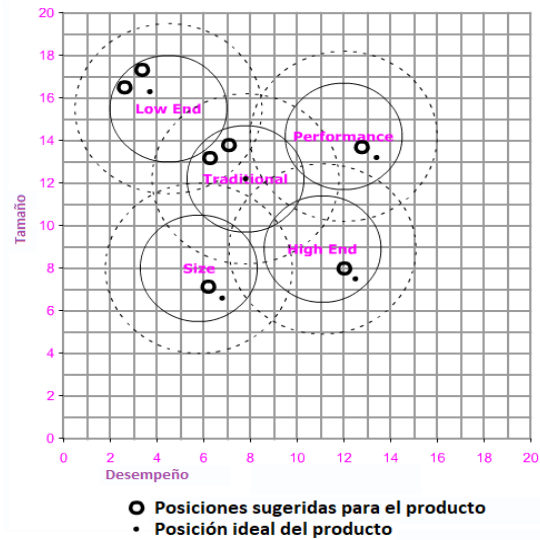 20
18
16
14
12
10
8
6
4
2
0
Tamaño
Low End
Performance
Traditional
High End
Size
0 2 4 6 8 10 12 14 16 18 20
Desempeño
Posiciones sugeridas para el producto
Posición ideal del producto